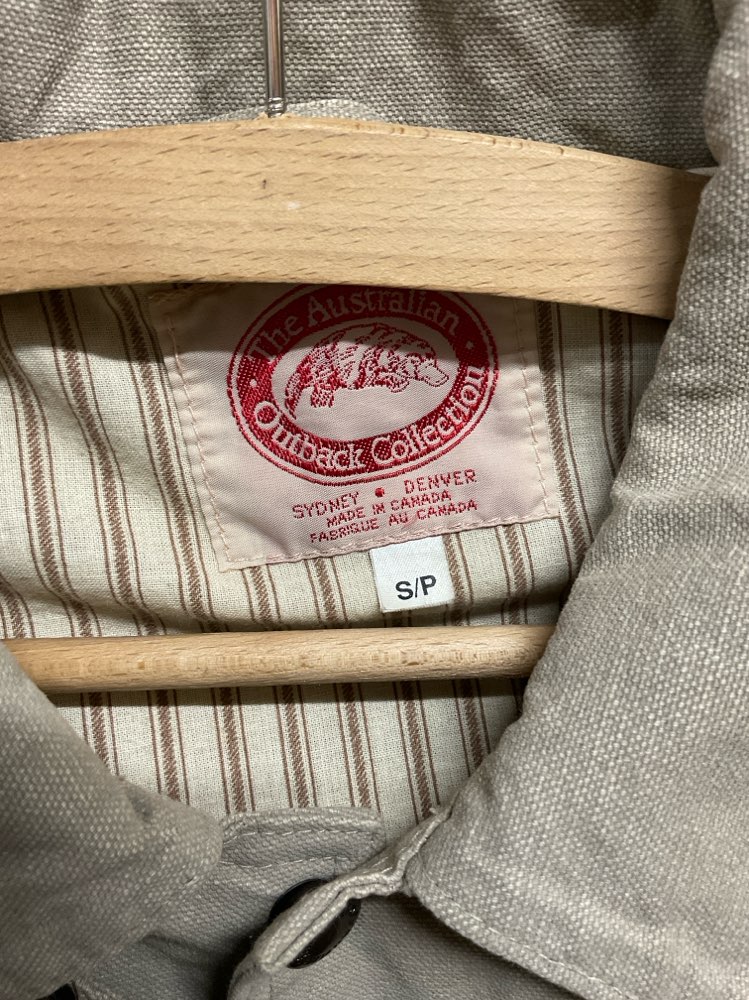 The Australian
Outback Collection
SYDNEY • DENVER
MADE IN CANADA
FABRIQUE AU CANADA
S/P